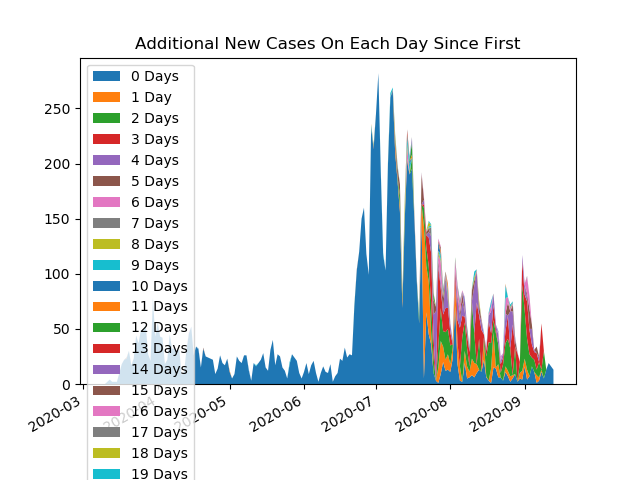 Additional New Cases On Each Day Since First
250
200
150
100
50
0
0 Days
1 Day
2 Days
3 Days
4 Days
5 Days
6 Days
7 Days
8 Days
9 Days
10 Days
11 Days
12 Days
13 Days
14 Days
15 Days
16 Days
17 Days
18 Days
19 Days
2020-03
2020-04
2020-05
2020-06
2020-07
2020-08
2020-09